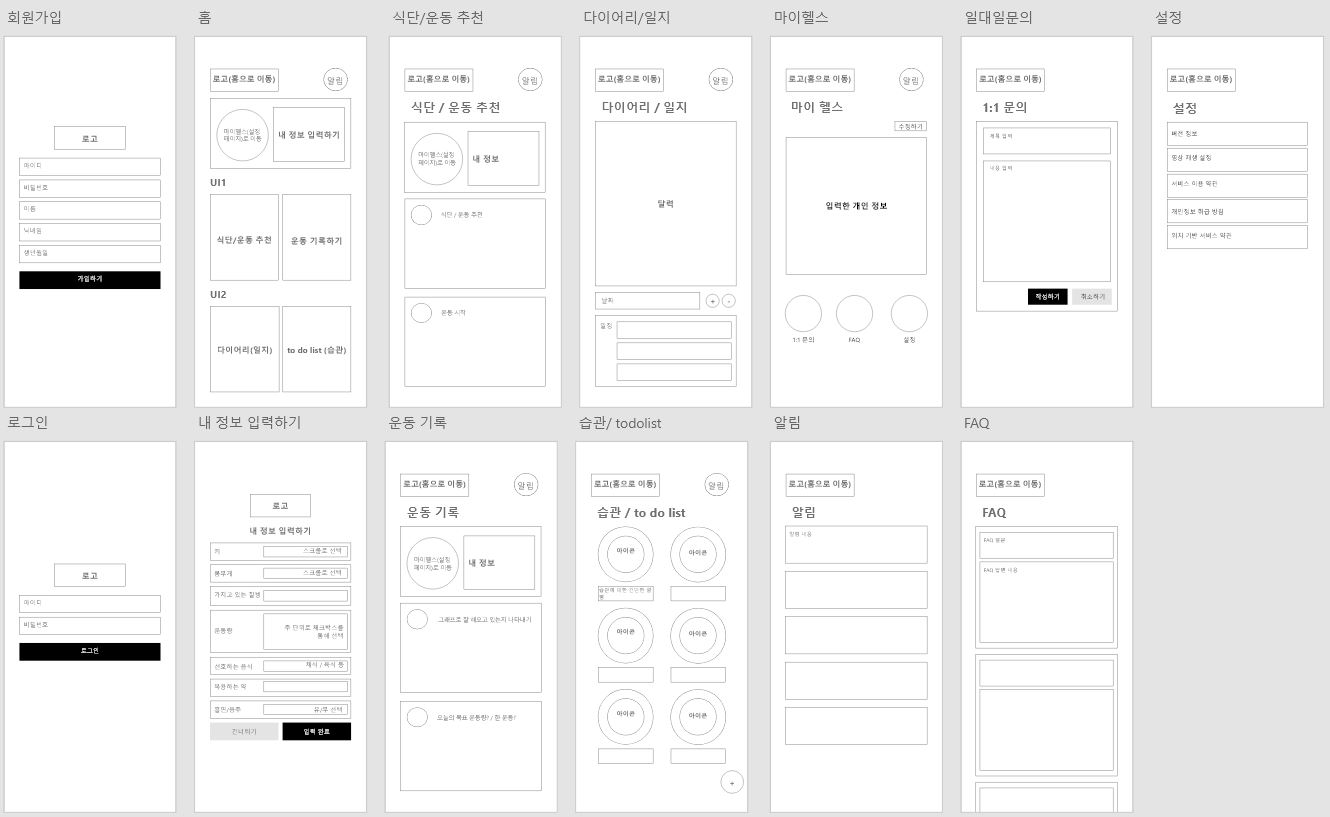 회원가입
로고
아이디
비밀번호
이름
닉네임
생년월일
가입하기
홈
로고(홈으로 이동)
알림
마이헬스(설정
페이지)로 이동
내 정보 입력하기
UI1
식단/운동 추천
운동 기록하기
UI2
다이어리(일지)
to do list (습관)
식단/운동 추천
로고(홈으로 이동)
알림
식단 / 운동 추천
마이헬스(설정
페이지)로 이동
내 정보
식단 / 운동 추천
운동 시작
다이어리/일지
로고(홈으로 이동)
알림
다이어리 / 일지
달력
날짜
+
-
일정
마이헬스
로고(홈으로 이동)
알림
마이 헬스
수정하기
입력한 개인 정보
1:1 문의
FAQ
설정
일대일문의
로고(홈으로 이동)
1:1 문의
제목 입력
내용 입력
작성하기
취소하기
설정
로고(홈으로 이동)
설정
버전 정보
영상 재생 설정
서비스 이용 약관
개인정보 취급 방침
위치 기반 서비스 약관
로그인
로고
아이디
비밀번호
로그인
내 정보 입력하기
로고
내 정보 입력하기
키
스크롤로 선택
몸무게
스크롤로 선택
가지고 있는 질병
운동량
주 단위로 체크박스를
통해 선택
선호하는 음식
채식 / 육식 등
복용하는 약
흡연/음주
유/무 선택
건너뛰기
입력 완료
운동 기록
로고(홈으로 이동)
알림
운동 기록
마이헬스(설정
페이지)로 이동
내 정보
그래프로 잘 해오고 있는지 나타내기
오늘의 목표 운동량? / 한 운동?
습관/ todolist
로고(홈으로 이동)
알림
습관 / to do list
아이콘
아이콘
습관에 대한 간단한 설
명
아이콘
아이콘
아이콘
아이콘
+
알림
로고(홈으로 이동)
알림
알림 내용
FAQ
로고(홈으로 이동)
FAQ
FAQ 질문
FAQ 답변 내용